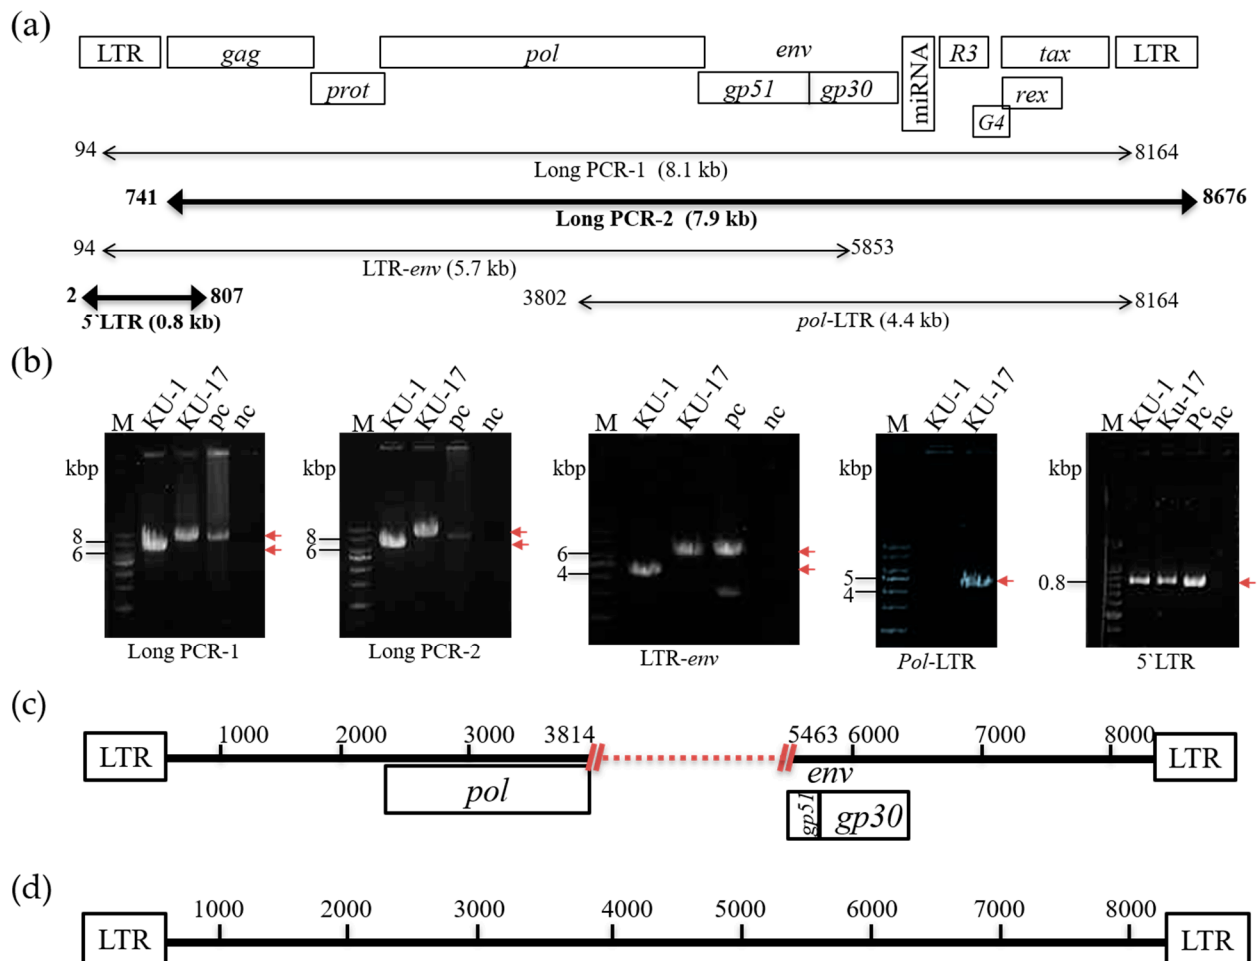 (a)
LTR gag pol env miRNA R3 tax LTR
prot gp51 gp30 rex
G4
94 8164
Long PCR-1 (8.1 kb)
741 8676
Long PCR-2 (7.9 kb)
94 5853
LTR-env (5.7 kb)
2 807 3802 8164
5`LTR (0.8 kb) pol-LTR (4.4 kb)
(b)
M KU-1 KU-17 pc nc
kbp
8
6
Long PCR-1
M KU-1 KU-17 pc nc
kbp
8
6
Long PCR-2
M KU-1 KU-17 pc nc
kbp
6
4
LTR-env
M KU-1 KU-17
kbp
5
4
Pol-LTR
M KU-1 Ku-17 Pc nc
kbp
0.8
5`LTR
(c)
LTR 1000 2000 3000 3814 5463 6000 7000 8000 LTR
pol env
gp51 gp30
(d)
1000 2000 3000 4000 5000 6000 7000 8000
LTR LTR